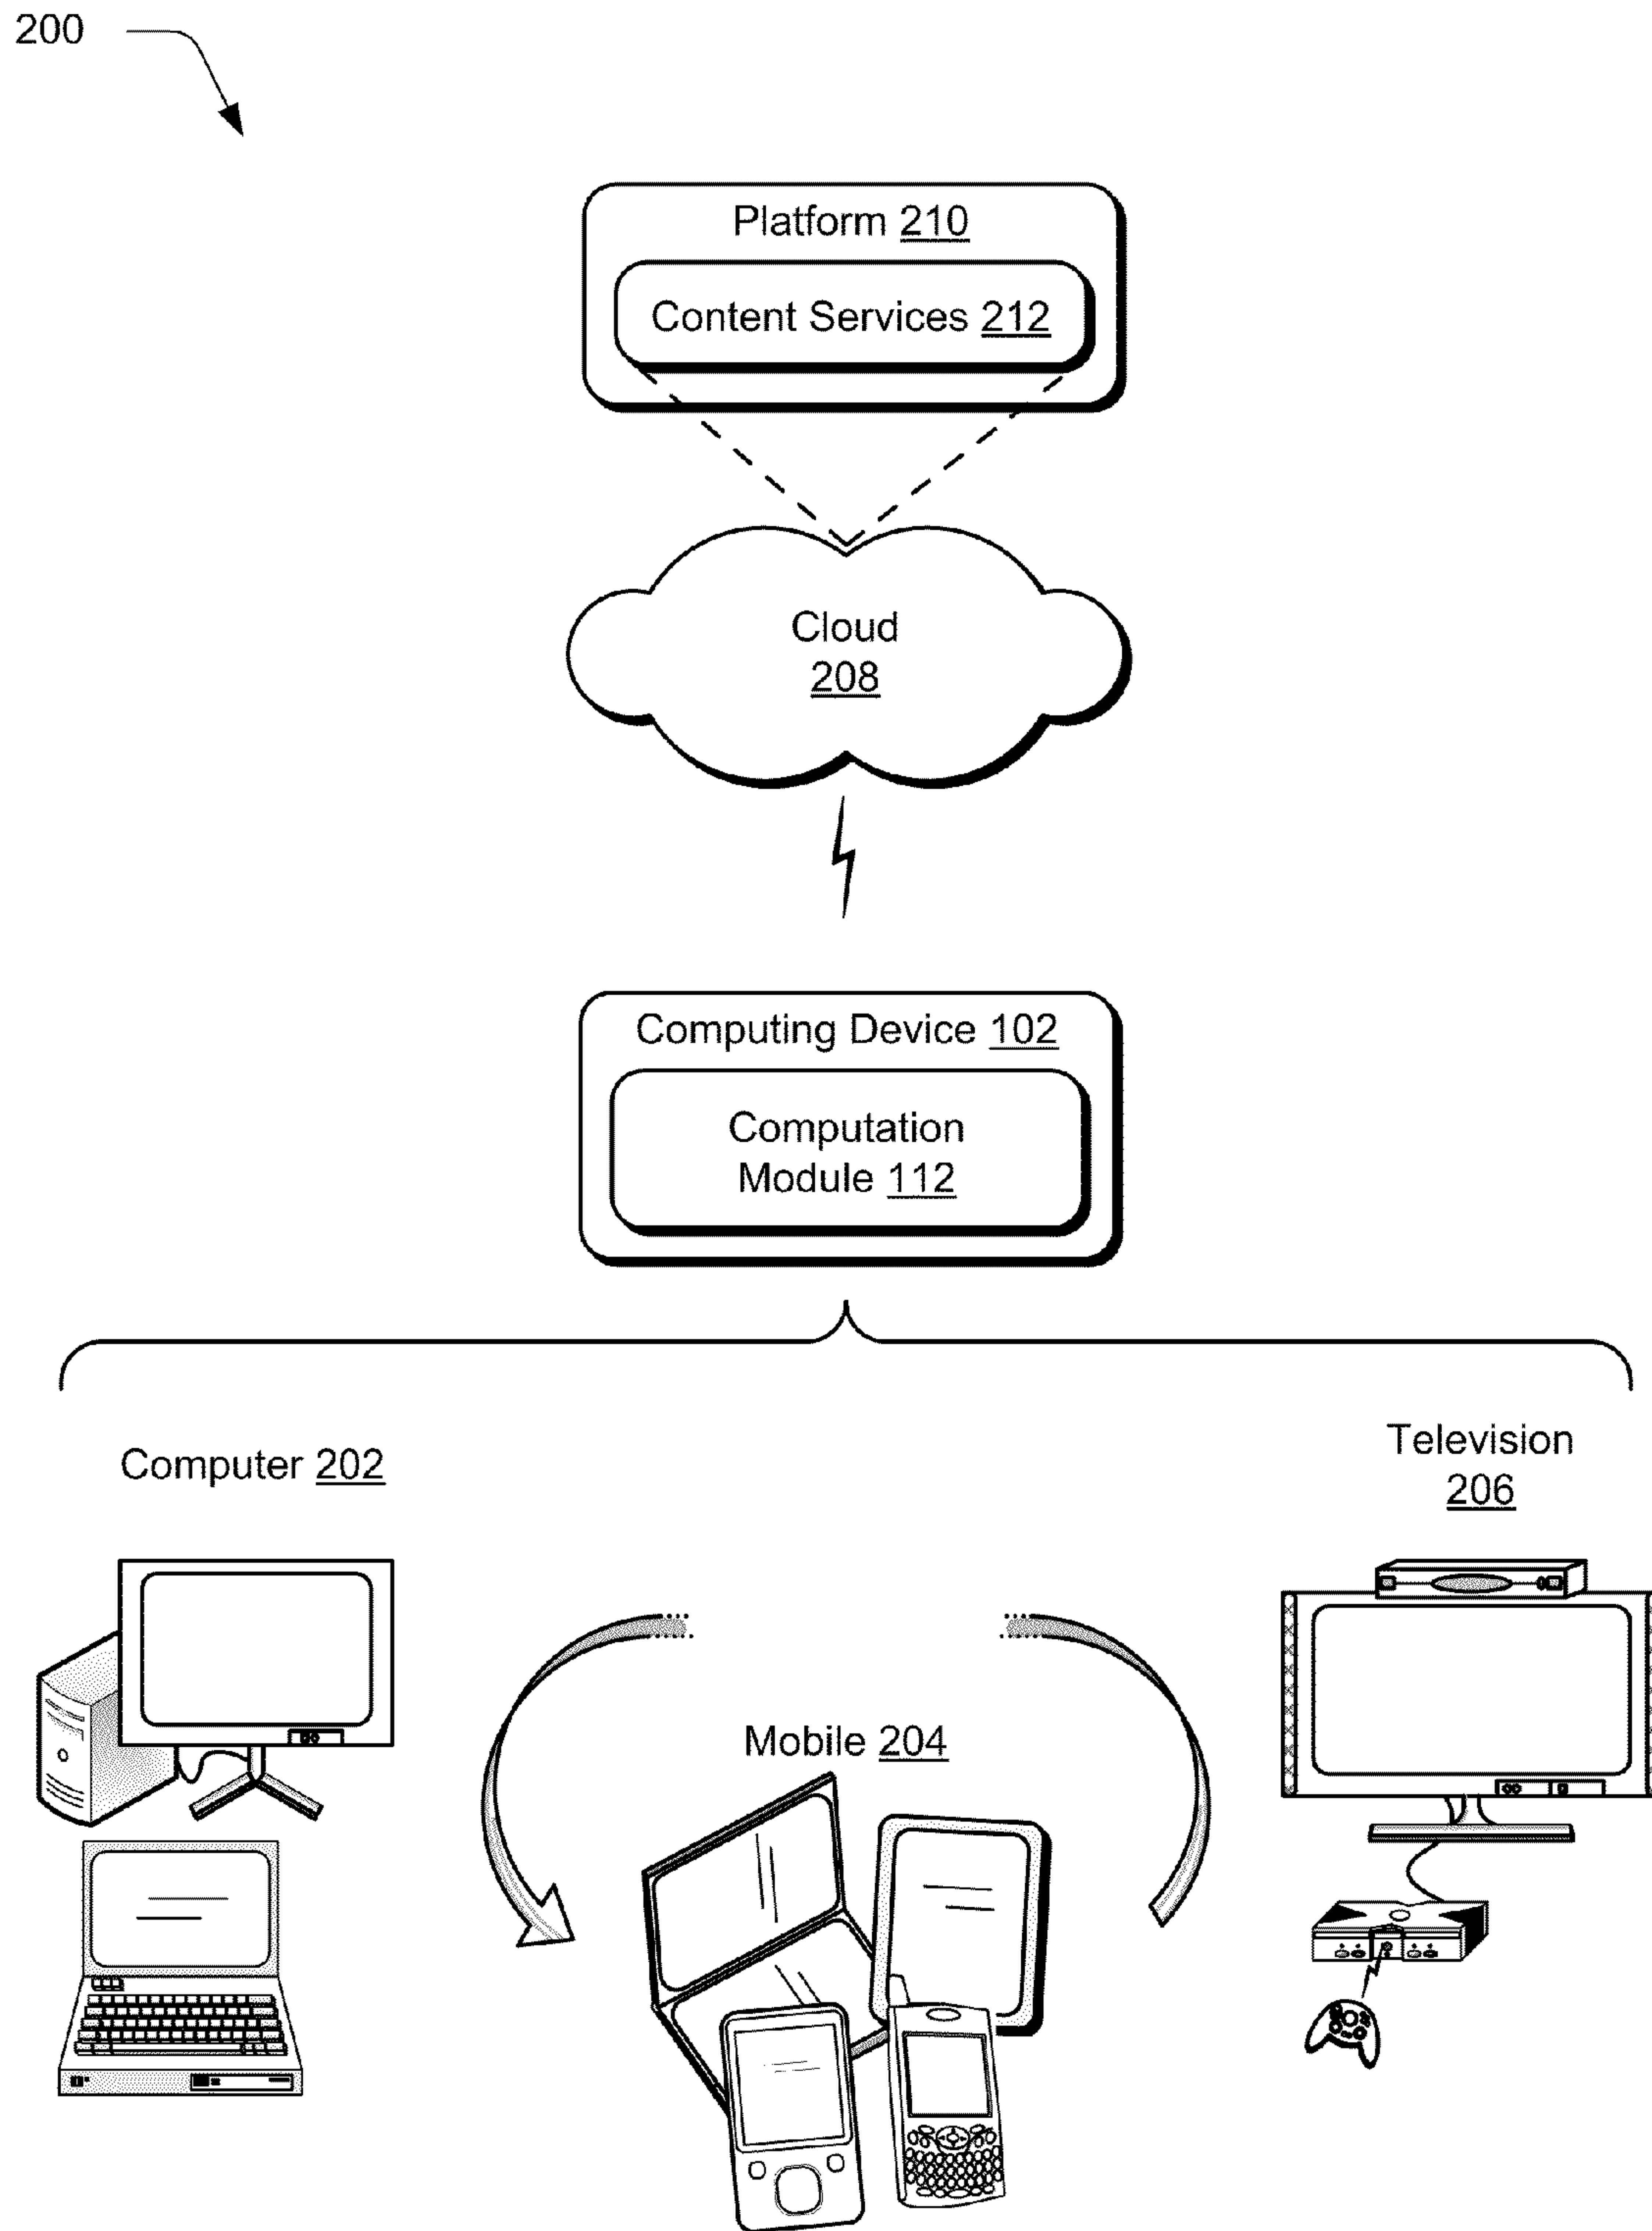 200
Platform 210
Content Services 212
Cloud
208
Computing Device 102
Computation
Module 112
Computer 202
Television
206
Mobile 204